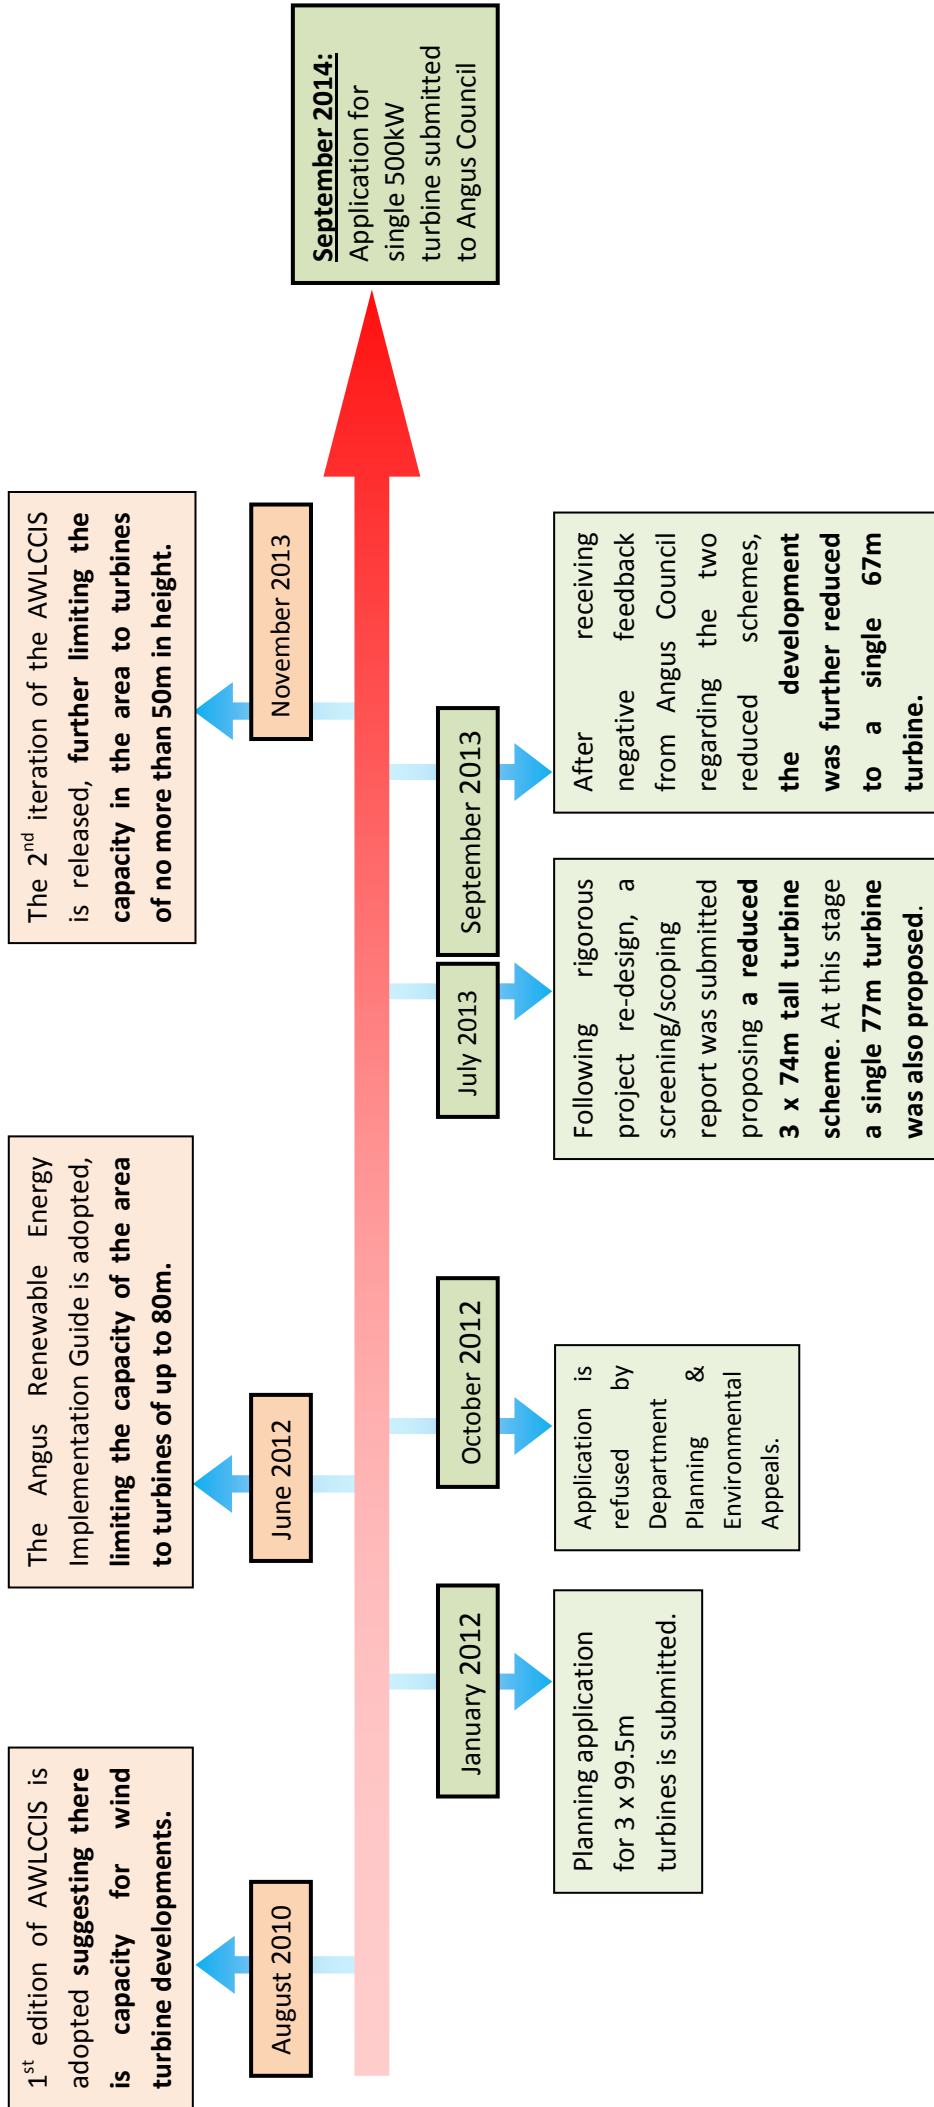 1st edition of AWLCCIS is
adopted suggesting there
is capacity for wind
turbine developments.
August 2010
The Angus Renewable Energy
Implementation Guide is adopted,
limiting the capacity of the area
to turbines of up to 80m.
June 2012
The 2nd iteration of the AWLCCIS
is released, further limiting the
capacity in the area to turbines
of no more than 50m in height.
November 2013
September 2014:
Application for
single 500kW
turbine submitted
to Angus Council
January 2012
Planning application
for 3 x 99.5m
turbines is submitted.
October 2012
Application is
refused by
Department
Planning &
Environmental
Appeals.
July 2013
Following rigorous
project re-design, a
screening/scoping
report was submitted
proposing a reduced
3 x 74m tall turbine
scheme. At this stage
a single 77m turbine
was also proposed.
September 2013
After receiving
negative feedback
from Angus Council
regarding the two
reduced schemes,
the development
was further reduced
to a single 67m
turbine.